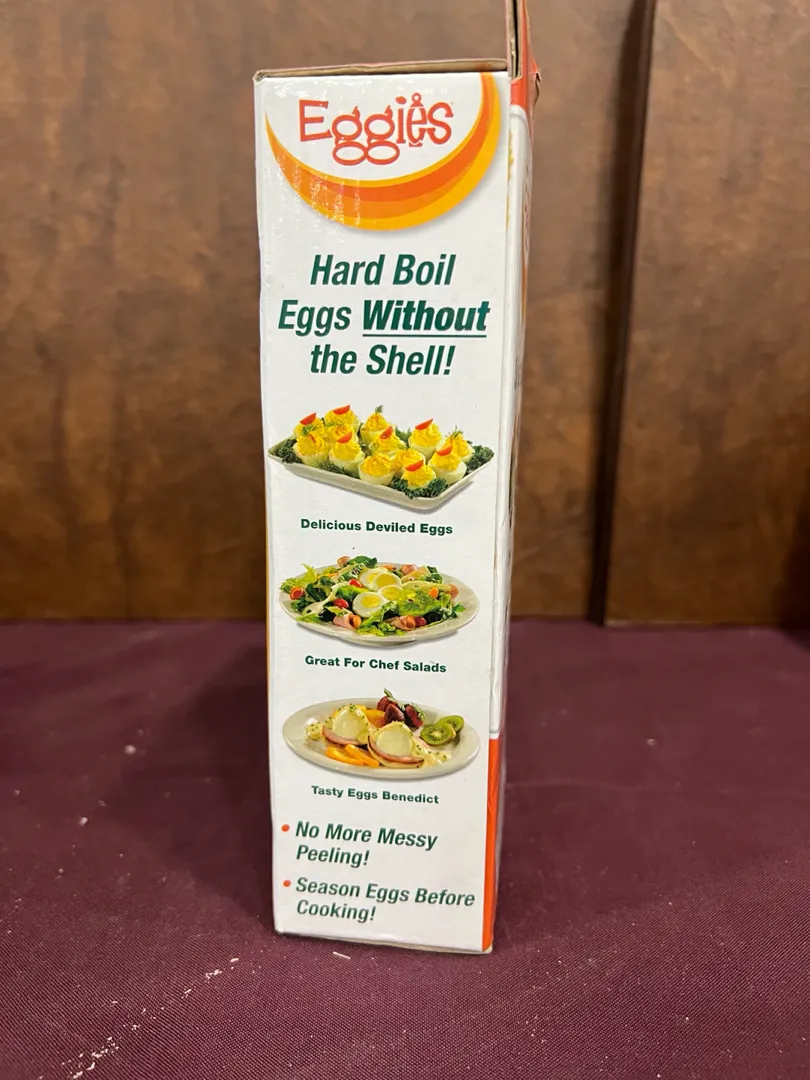 Eggies
Hard Boil
Eggs Without
the Shell!
Delicious Deviled Eggs
Great For Chef Salads
Tasty Eggs Benedict
• No More Messy
Peeling!
• Season Eggs Before
Cooking!